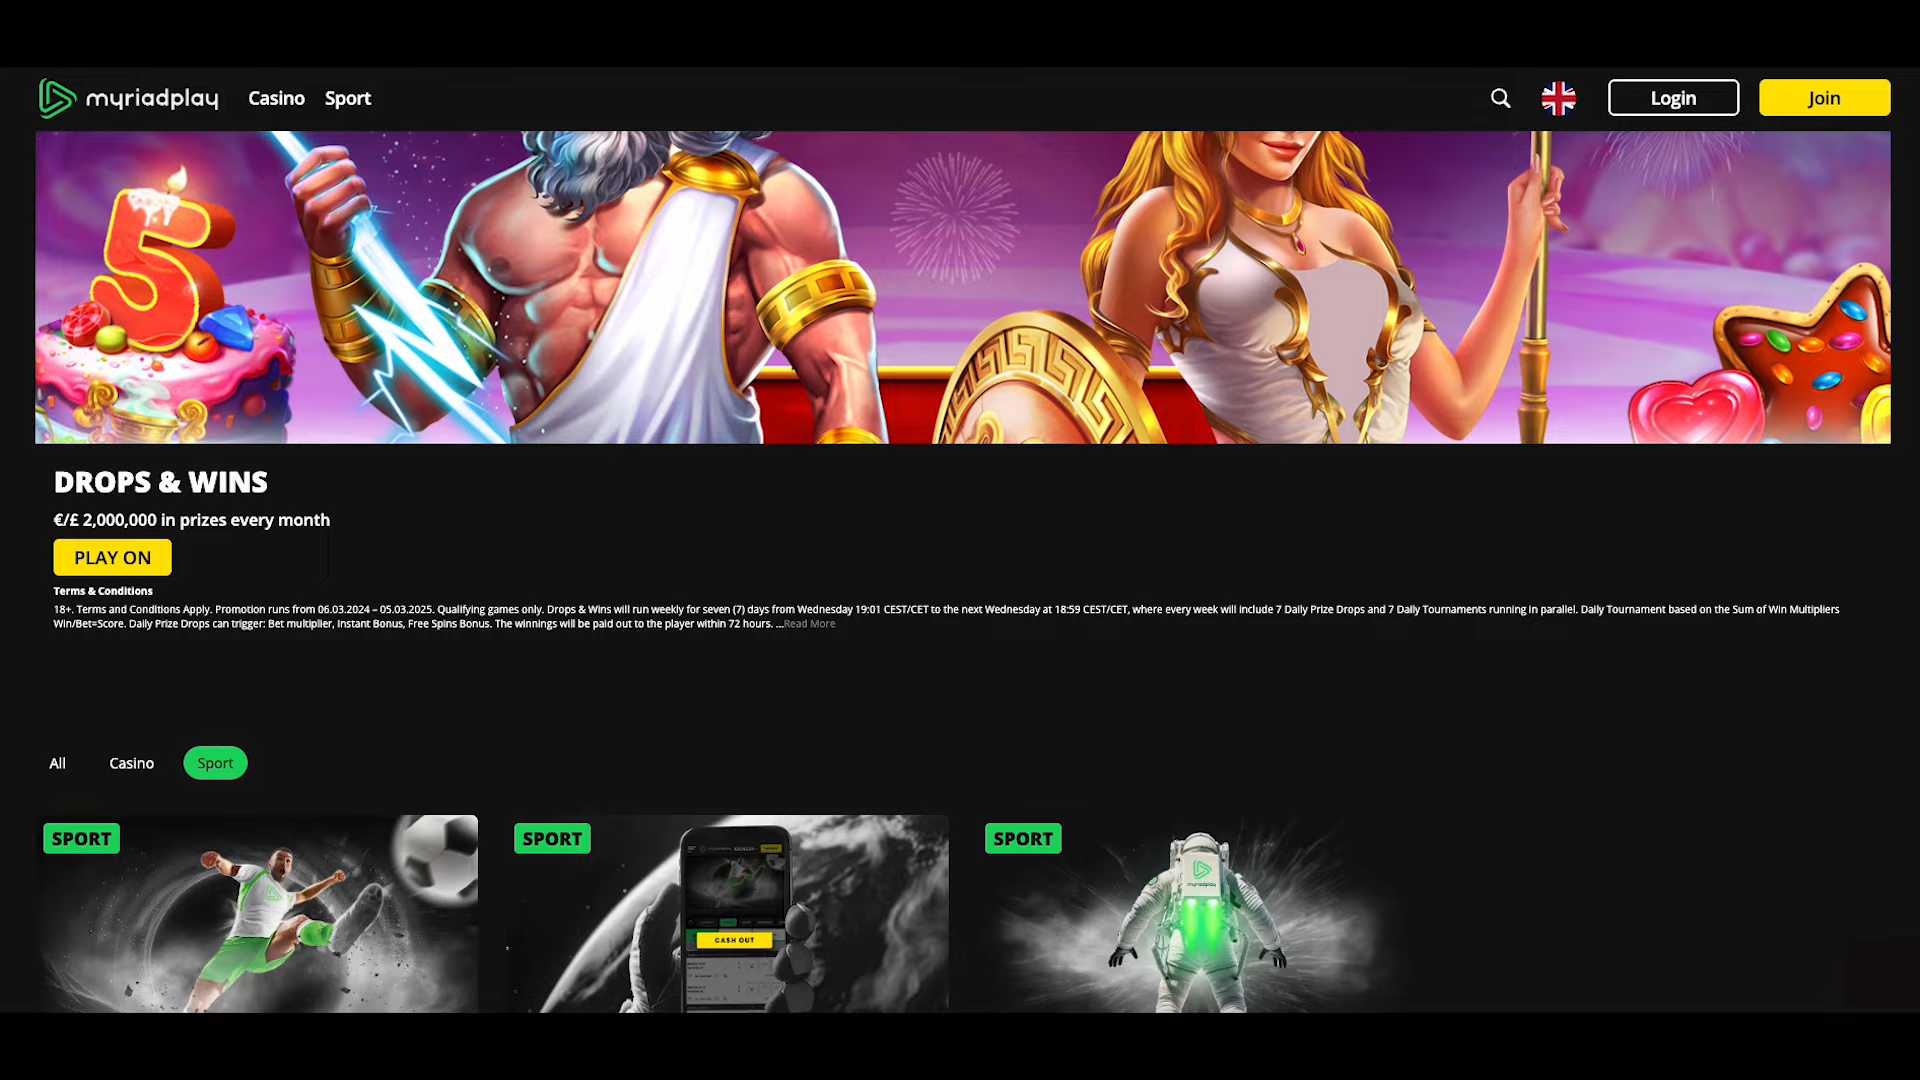 myriadplay Casino Sport Login Join
5
DROPS & WINS
€/£ 2,000,000 in prizes every month
PLAY ON
Terms & Conditions
18+. Terms and Conditions Apply. Promotion runs from 06.03.2024 – 05.03.2025. Qualifying games only. Drops & Wins will run weekly for seven (7) days from Wednesday 19:01 CEST/CET to the next Wednesday at 18:59 CEST/CET, where every week will include 7 Daily Prize Drops and 7 Daily Tournaments running in parallel. Daily Tournament based on the Sum of Win Multipliers
Win/Bet=Score. Daily Prize Drops can trigger: Bet multiplier, Instant Bonus, Free Spins Bonus. The winnings will be paid out to the player within 72 hours. ...Read More
All Casino Sport
SPORT SPORT SPORT
myriadplay
CASH OUT